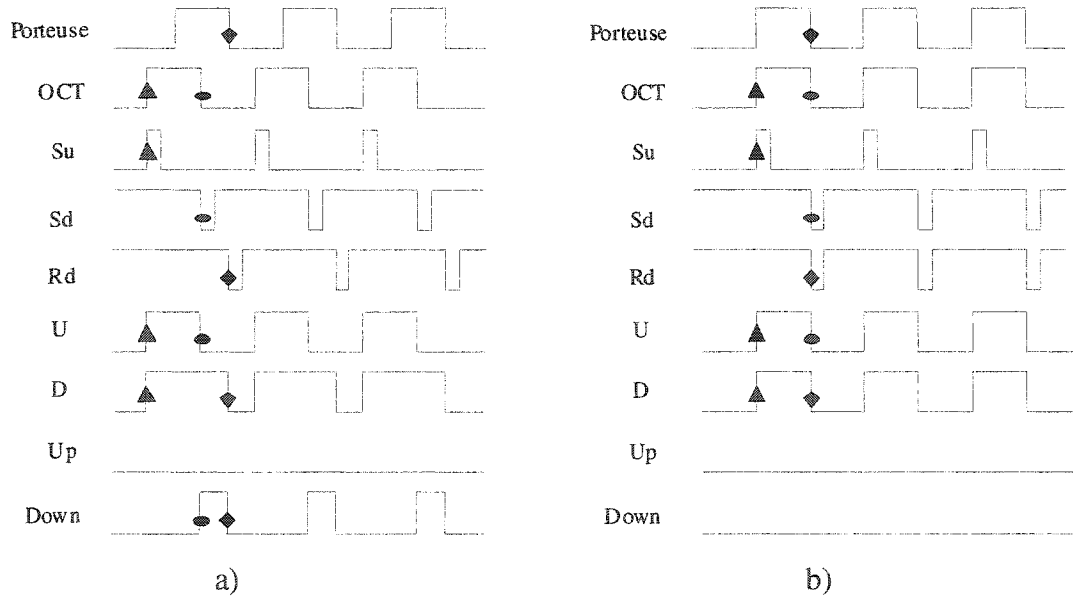 Porteuse
OCT
Su
Sd
Rd
U
D
Up
Down
a)
Porteuse
OCT
Su
Sd
Rd
U
D
Up
Down
b)